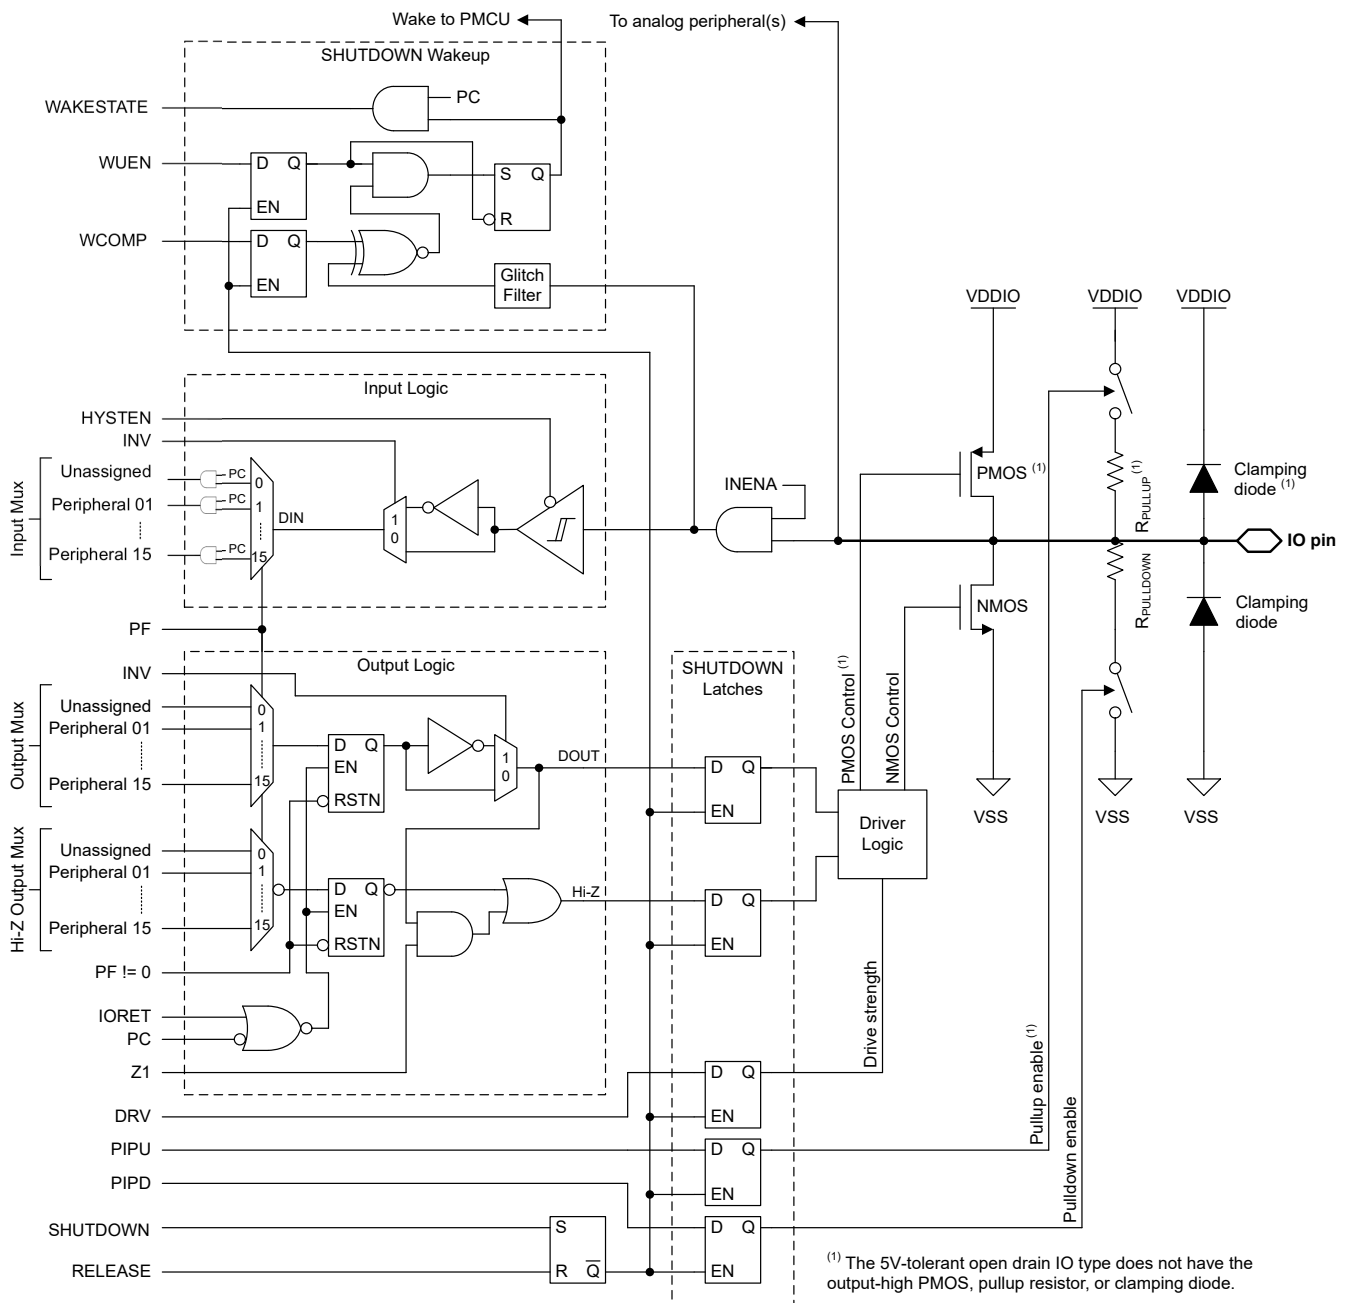 Wake to PMCU
To analog peripheral(s)
SHUTDOWN Wakeup
WAKESTATE
PC
WUEN
D Q
EN
S Q
R
WCOMP
D Q
EN
Glitch
Filter
VDDIO
VDDIO
VDDIO
Input Logic
HYSTEN
INV
Input Mux
Unassigned
PC
0
Peripheral 01
PC
1
Peripheral 15
PC
15
DIN
1
0
INENA
PMOS (1)
RPULLUP (1)
Clamping
diode (1)
IO pin
RPULLDOWN
NMOS
Clamping
diode
PF
Output Logic
INV
Output Mux
Unassigned
0
Peripheral 01
1
Peripheral 15
15
D Q
EN
RSTN
1
0
DOUT
SHUTDOWN
Latches
D Q
EN
PMOS Control (1)
NMOS Control
Driver
Logic
VSS
VSS
VSS
Hi-Z Output Mux
Unassigned
0
Peripheral 01
1
Peripheral 15
15
D Q
EN
RSTN
Hi-Z
D Q
EN
PF != 0
IORET
PC
Z1
Drive strength
D Q
EN
DRV
Pullup enable (1)
PIPU
D Q
EN
PIPD
Pulldown enable
SHUTDOWN
S
D Q
RELEASE
R Q
EN
(1) The 5V-tolerant open drain IO type does not have the
output-high PMOS, pullup resistor, or clamping diode.